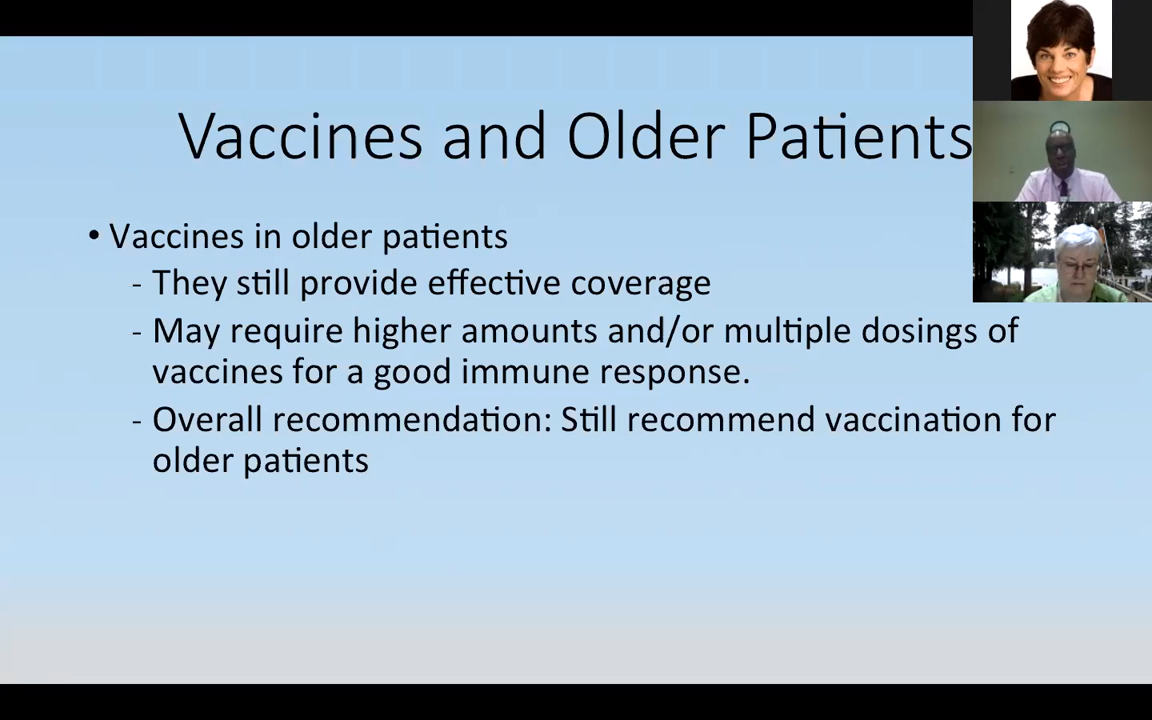 Vaccines and Older Patients
• Vaccines in older patients
- They still provide effective coverage
- May require higher amounts and/or multiple dosings of
vaccines for a good immune response.
- Overall recommendation: Still recommend vaccination for
older patients